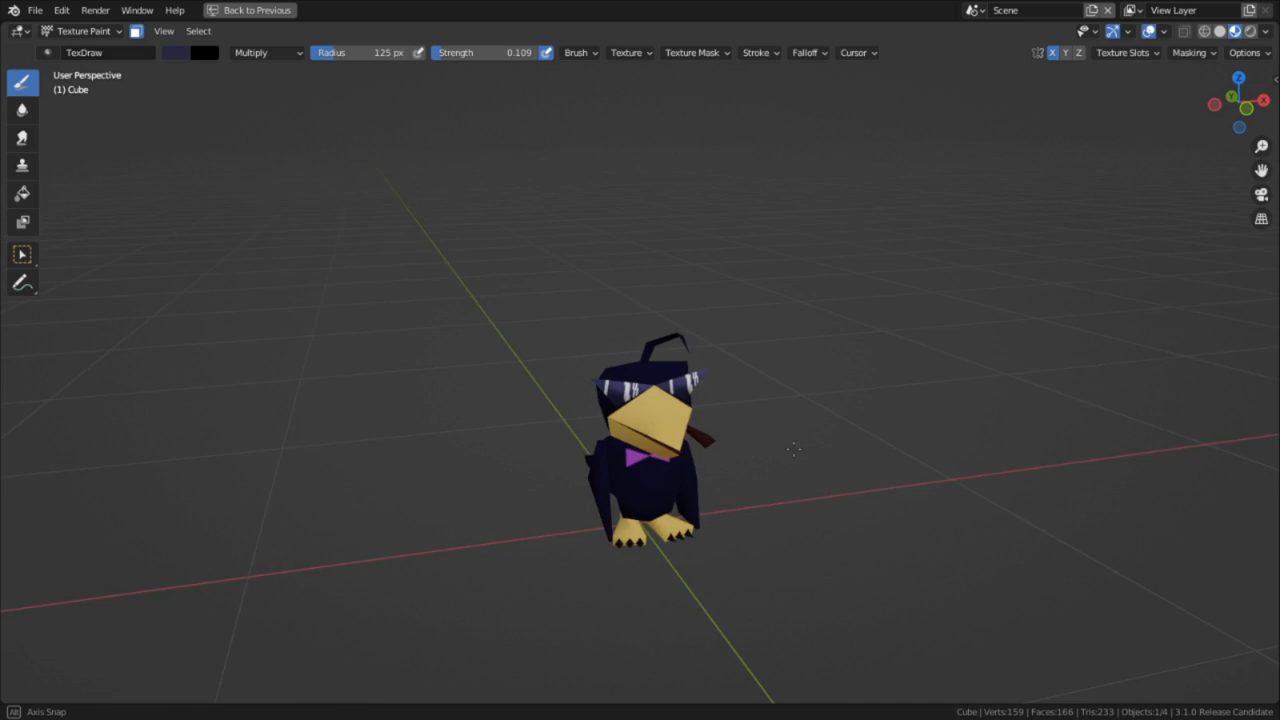 File Edit Render Window Help Back to Previous Scene View Layer
Texture Paint View Select
TexDraw Multiply Radius 125 px Strength 0.109 Brush Texture Texture Mask Stroke Falloff Cursor X Y Z Texture Slots Masking Options
User Perspective
(1) Cube
Z
Y X
Alt Axis Snap Cube | Verts:159 | Faces:166 | Tris:233 | Objects:1/4 | 3.1.0 Release Candidate